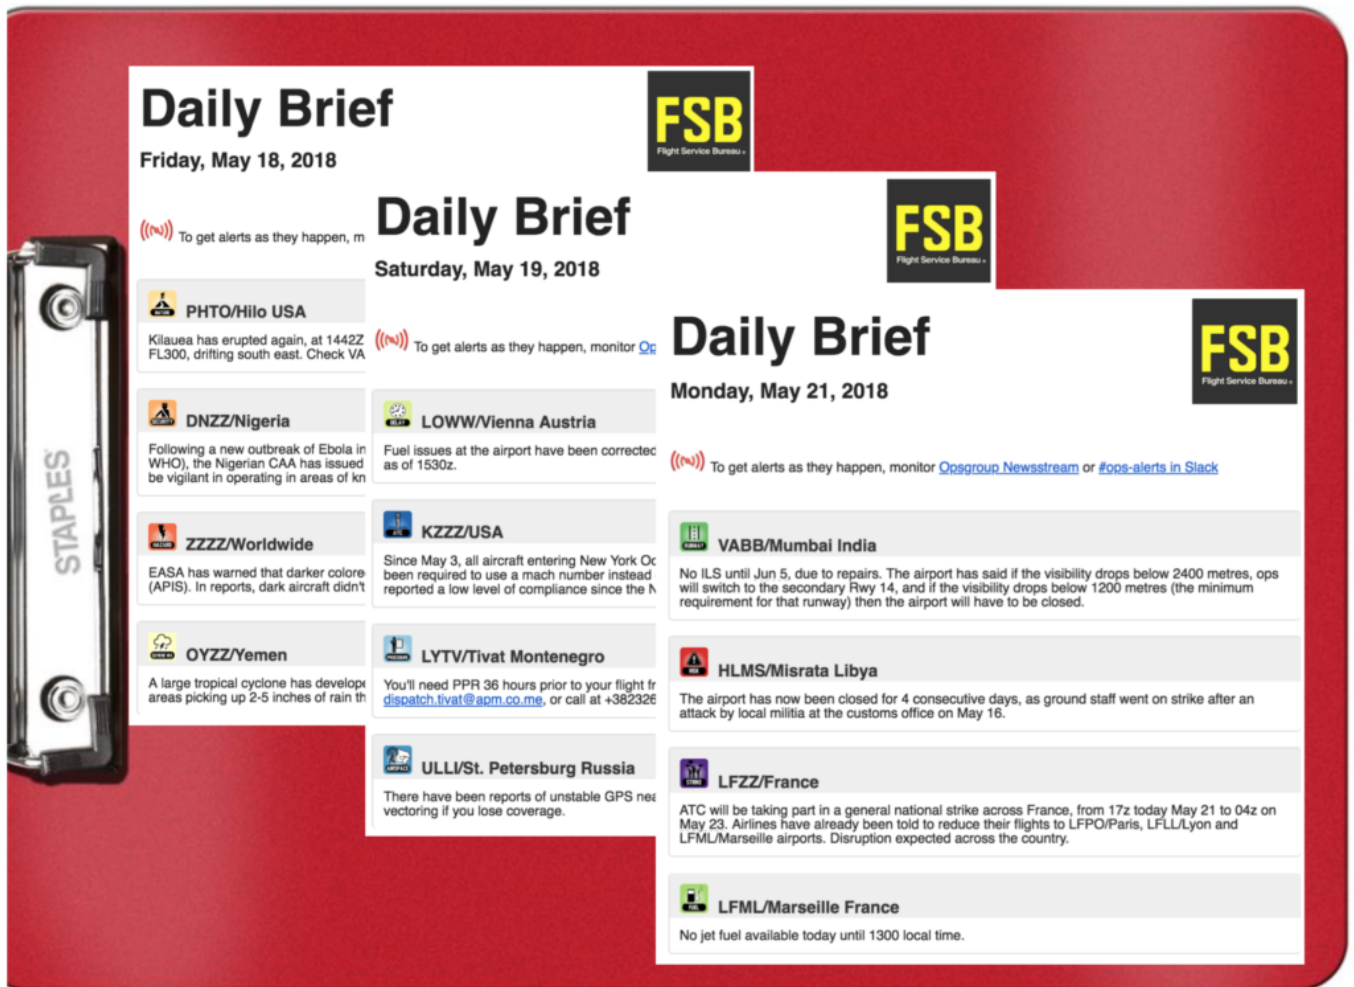 Daily Brief
Friday, May 18, 2018
FSB
Flight Service Bureau
To get alerts as they happen, m
PHTO/Hilo USA
Kilauea has erupted again, at 1442Z
FL300, drifting south east. Check VA
SECURITY
DNZZ/Nigeria
Following a new outbreak of Ebola in
WHO), the Nigerian CAA has issued
be vigilant in operating in areas of kn
HAZARD
ZZZZ/Worldwide
EASA has warned that darker colore
(APIS). In reports, dark aircraft didn't
OYZZ/Yemen
A large tropical cyclone has develope
areas picking up 2-5 inches of rain th
STAPLES
Daily Brief
Saturday, May 19, 2018
FSB
Flight Service Bureau
To get alerts as they happen, monitor Op
DELAY
LOWW/Vienna Austria
Fuel issues at the airport have been corrected
as of 1530z.
ATC
KZZZ/USA
Since May 3, all aircraft entering New York Oc
been required to use a mach number instead
reported a low level of compliance since the N
LYTV/Tivat Montenegro
You'll need PPR 36 hours prior to your flight fr
dispatch.tivat@apm.co.me, or call at +382326
AIRSPACE
ULLI/St. Petersburg Russia
There have been reports of unstable GPS nea
vectoring if you lose coverage.
Daily Brief
Monday, May 21, 2018
FSB
Flight Service Bureau
To get alerts as they happen, monitor Opsgroup Newsstream or #ops-alerts in Slack
VABB/Mumbai India
No ILS until Jun 5, due to repairs. The airport has said if the visibility drops below 2400 metres, ops
will switch to the secondary Rwy 14, and if the visibility drops below 1200 metres (the minimum
requirement for that runway) then the airport will have to be closed.
RISK
HLMS/Misrata Libya
The airport has now been closed for 4 consecutive days, as ground staff went on strike after an
attack by local militia at the customs office on May 16.
STRIKE
LFZZ/France
ATC will be taking part in a general national strike across France, from 17z today May 21 to 04z on
May 23. Airlines have already been told to reduce their flights to LFPO/Paris, LFLL/Lyon and
LFML/Marseille airports. Disruption expected across the country.
FUEL
LFML/Marseille France
No jet fuel available today until 1300 local time.